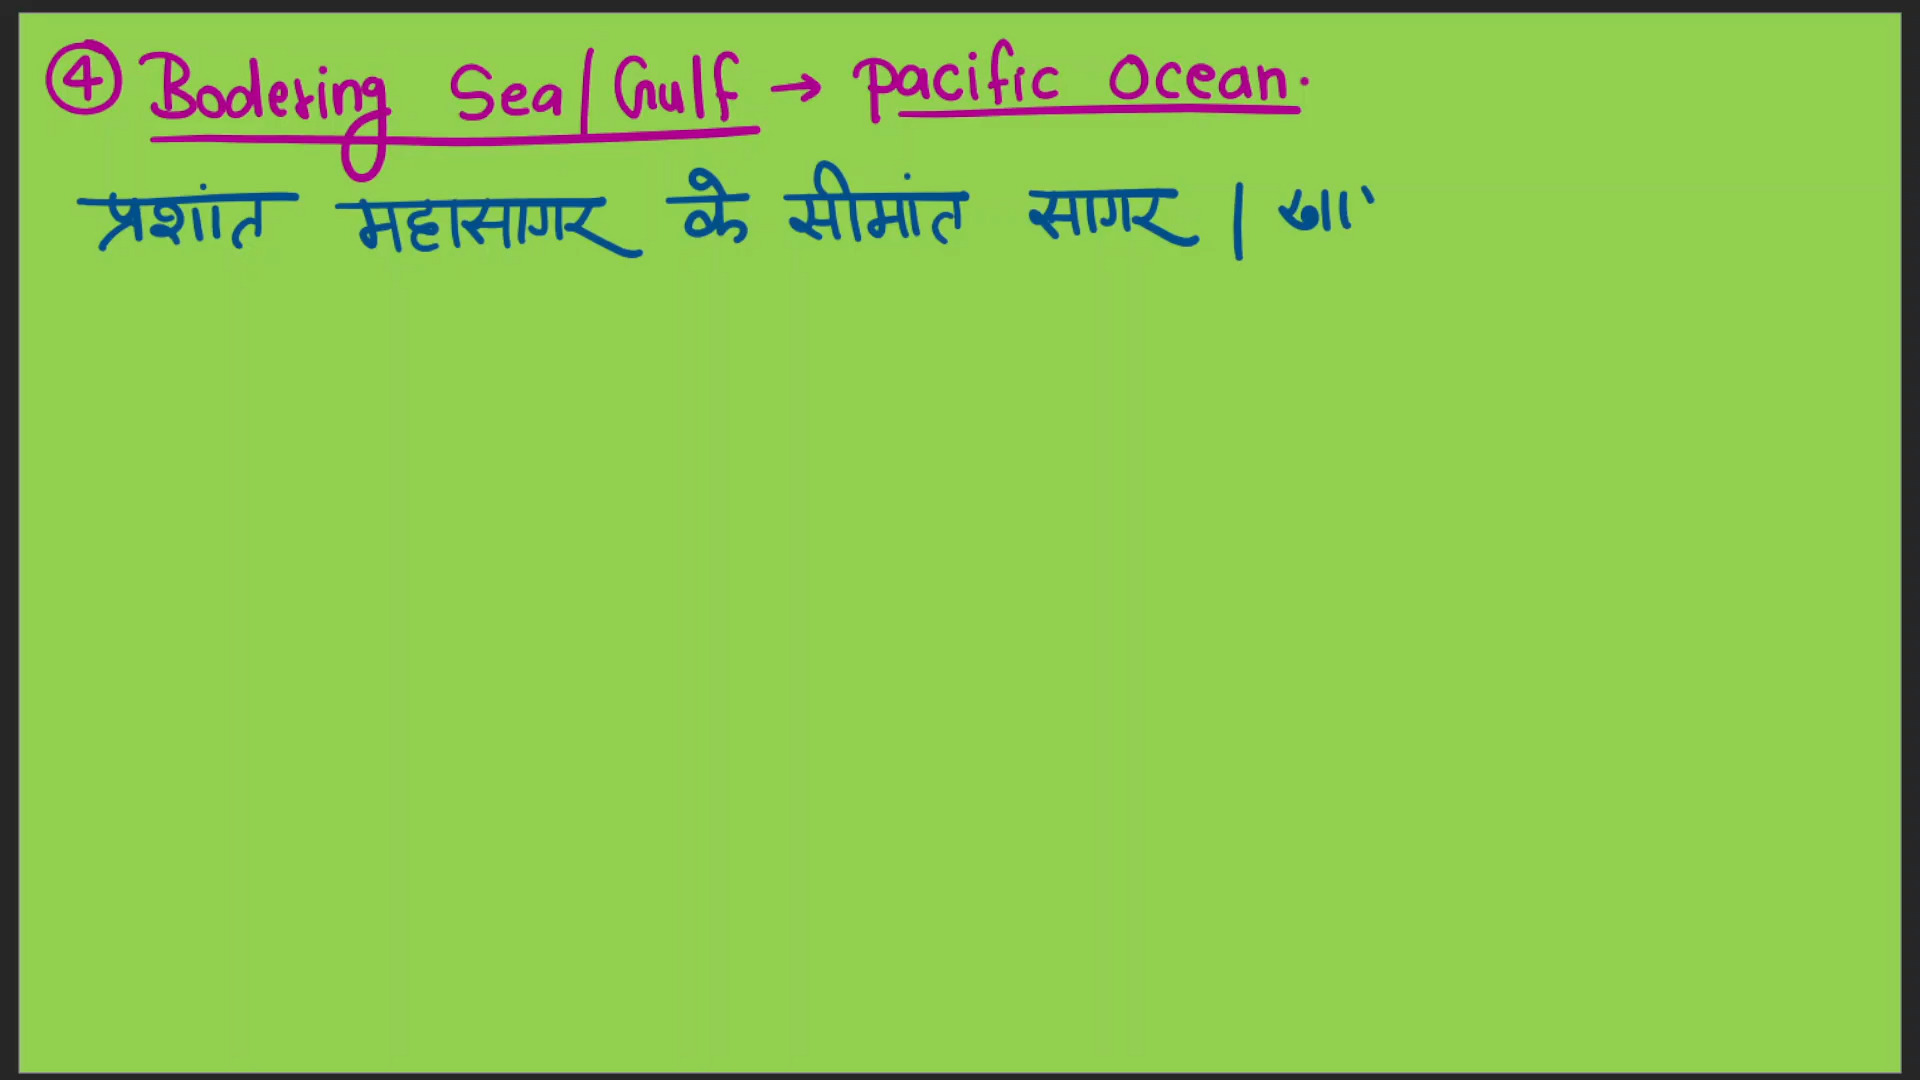 ④ Bodering Sea/Gulf → Pacific Ocean.
प्रशांत महासागर के सीमांत सागर |